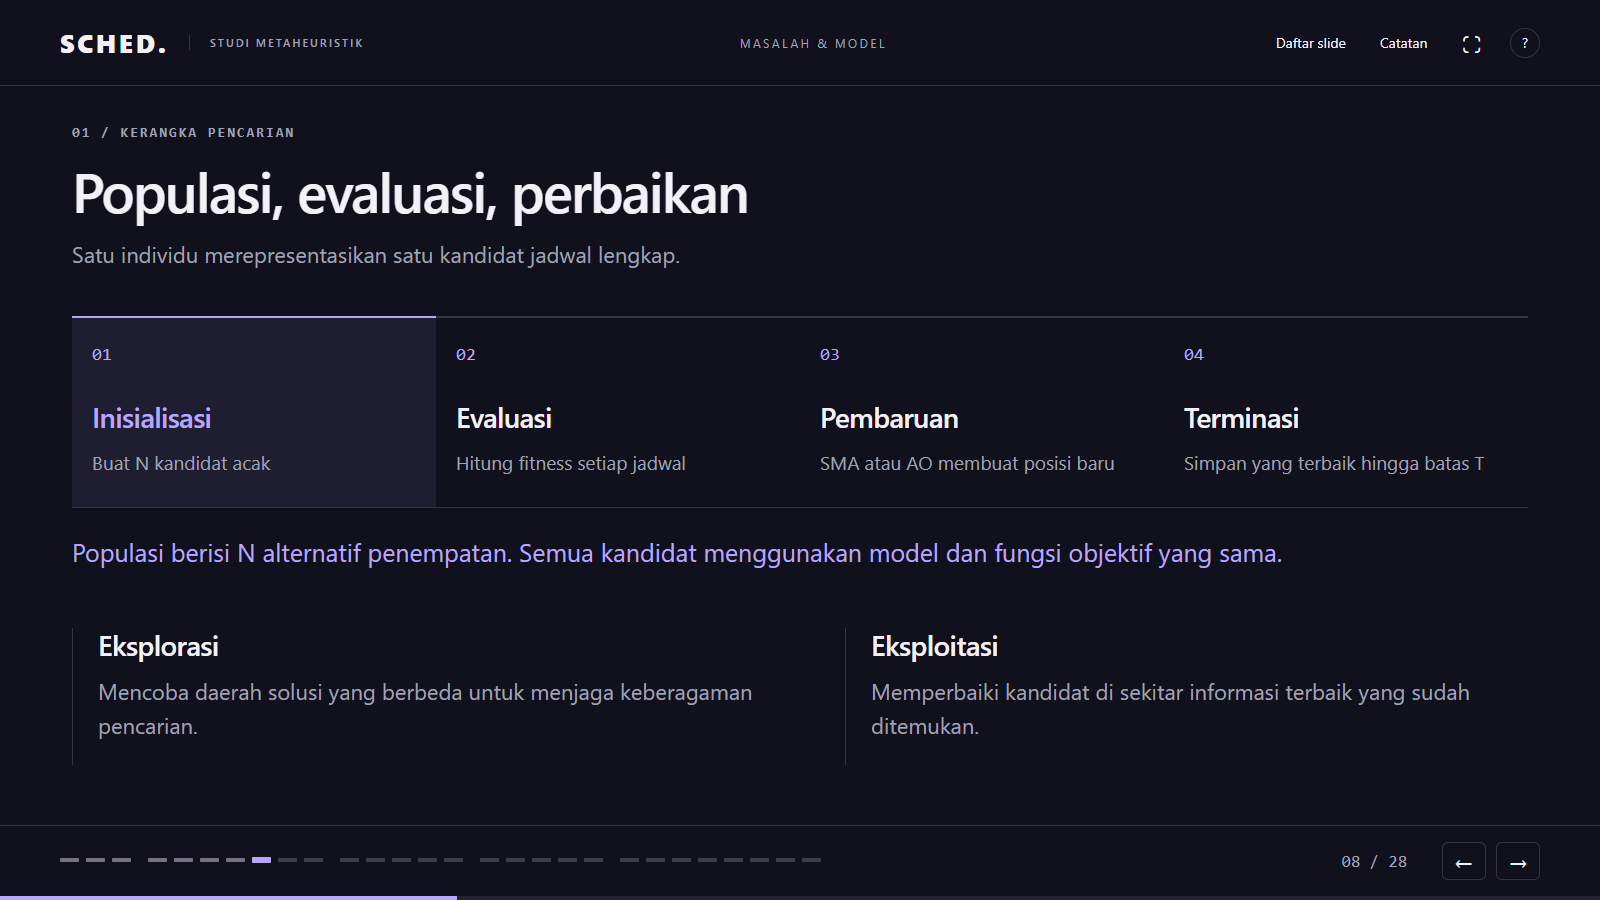 SCHED.
STUDI METAHEURISTIK
MASALAH & MODEL
Daftar slide
Catatan
?
01 / KERANGKA PENCARIAN
Populasi, evaluasi, perbaikan
Satu individu merepresentasikan satu kandidat jadwal lengkap.
01
Inisialisasi
Buat N kandidat acak
02
Evaluasi
Hitung fitness setiap jadwal
03
Pembaruan
SMA atau AO membuat posisi baru
04
Terminasi
Simpan yang terbaik hingga batas T
Populasi berisi N alternatif penempatan. Semua kandidat menggunakan model dan fungsi objektif yang sama.
Eksplorasi
Mencoba daerah solusi yang berbeda untuk menjaga keberagaman
pencarian.
Eksploitasi
Memperbaiki kandidat di sekitar informasi terbaik yang sudah
ditemukan.
08 / 28
← →